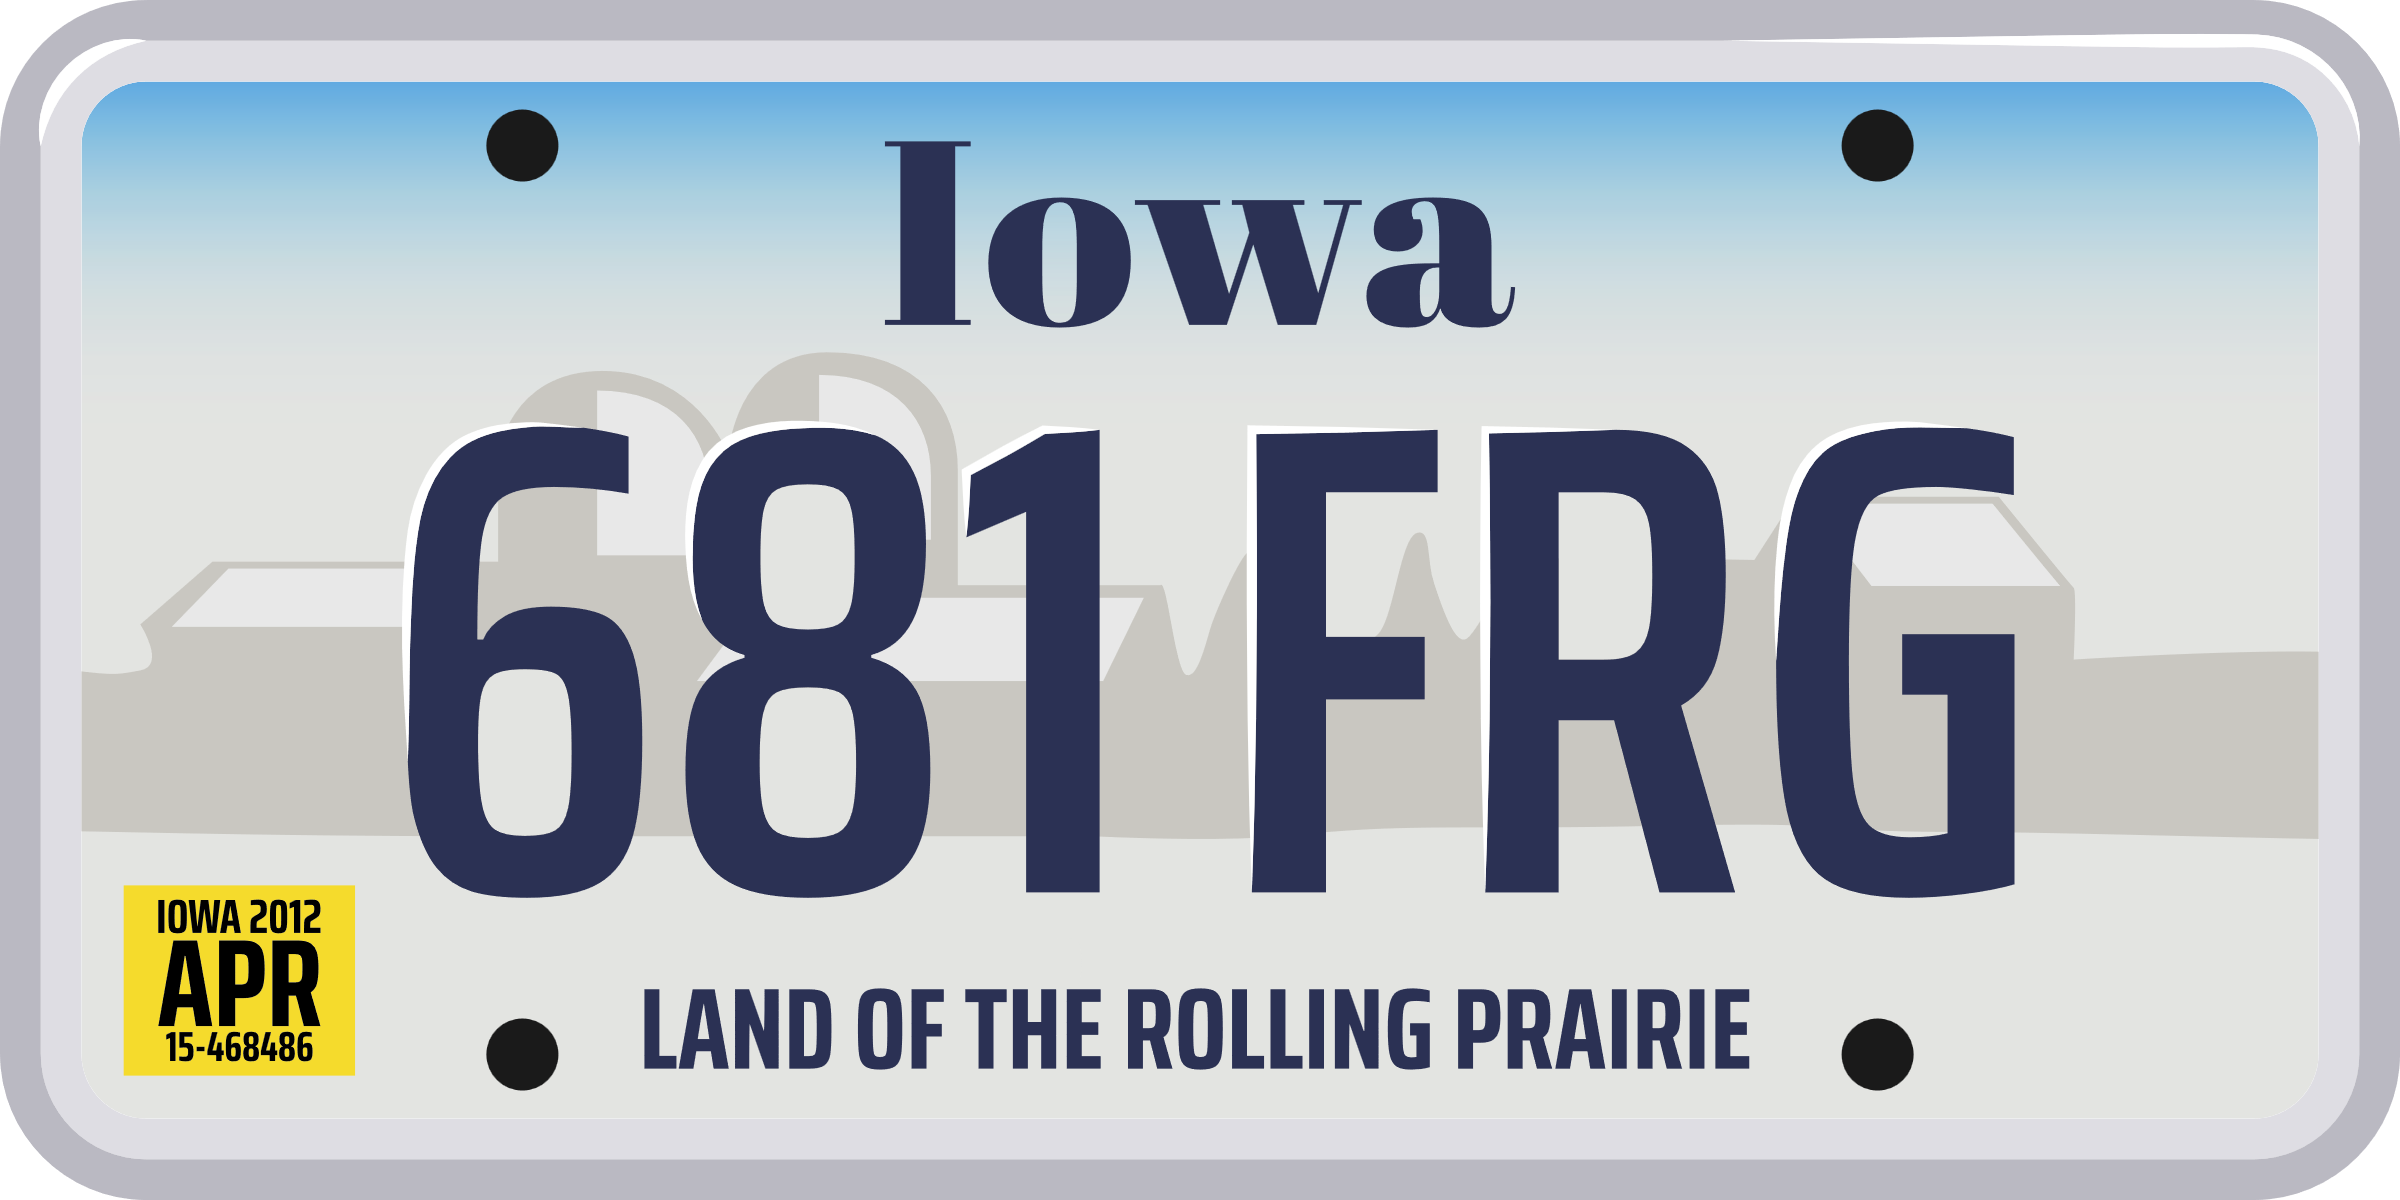 Iowa
681 FRG
IOWA 2012
APR
15-468486
LAND OF THE ROLLING PRAIRIE